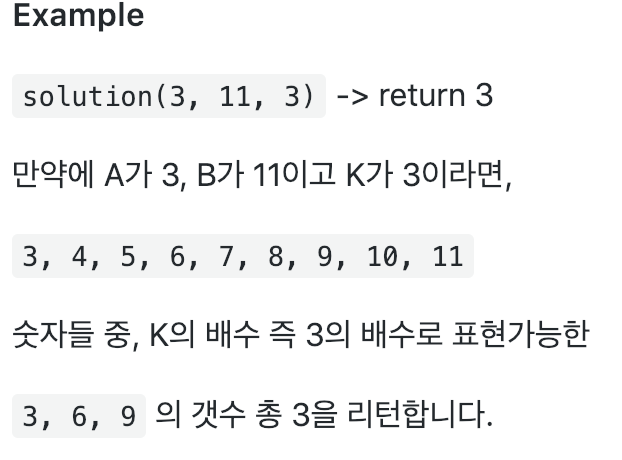 Example
solution(3, 11, 3) -> return 3
만약에 A가 3, B가 11이고 K가 3이라면,
3, 4, 5, 6, 7, 8, 9, 10, 11
숫자들 중, K의 배수 즉 3의 배수로 표현가능한
3, 6, 9 의 갯수 총 3을 리턴합니다.